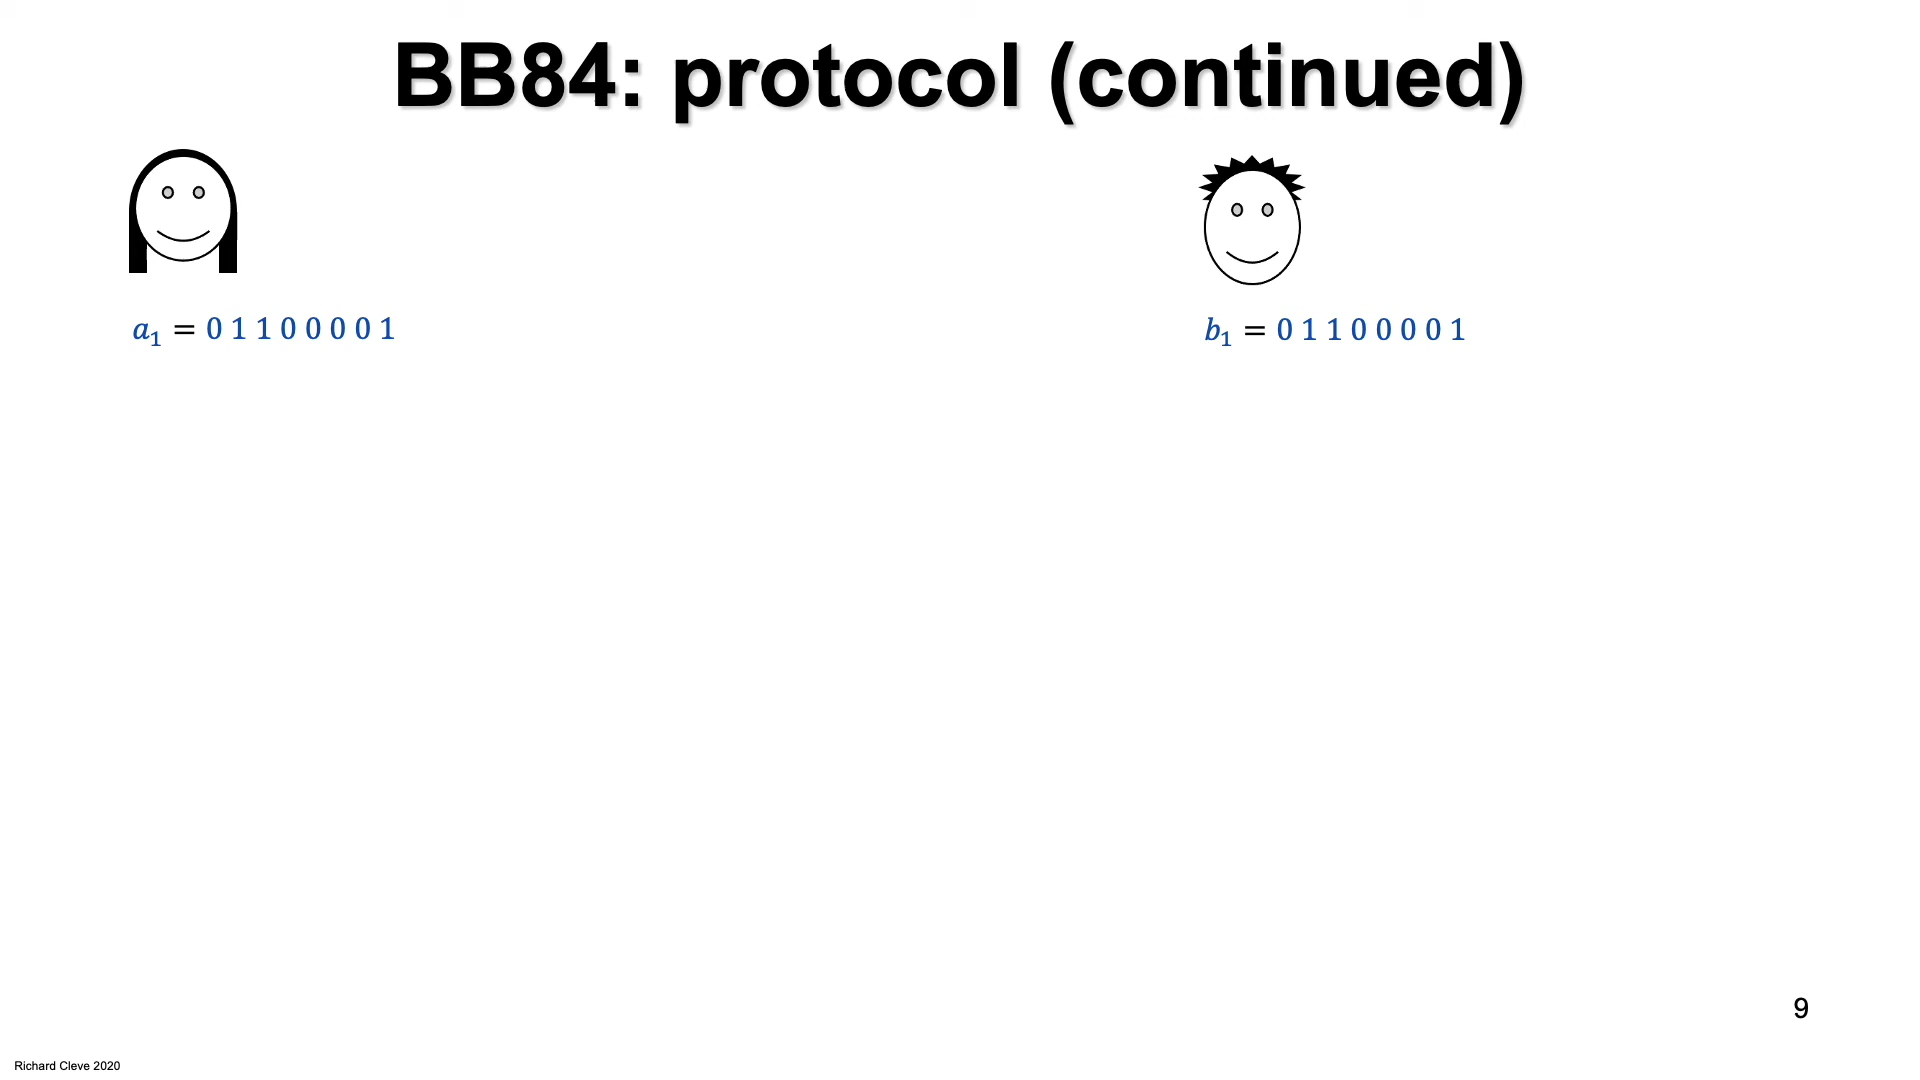 BB84: protocol (continued)
a₁ = 0 1 1 0 0 0 0 1
b₁ = 0 1 1 0 0 0 0 1
9
Richard Cleve 2020